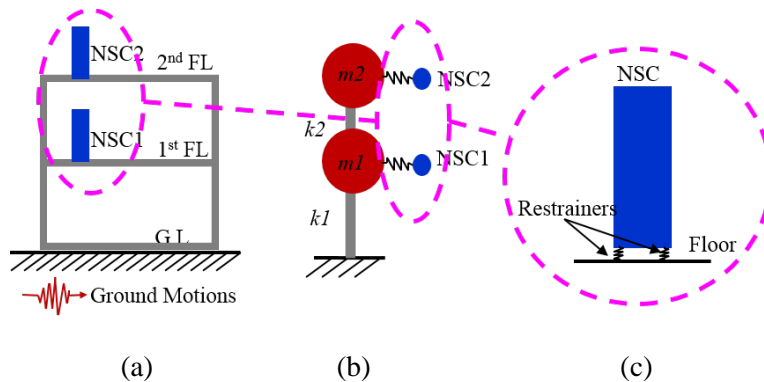 NSC2
2nd FL
NSC1
1st FL
G L
Ground Motions
(a)
m2
NSC2
k2
m1
NSC1
k1
(b)
NSC
Restrainers
Floor
(c)